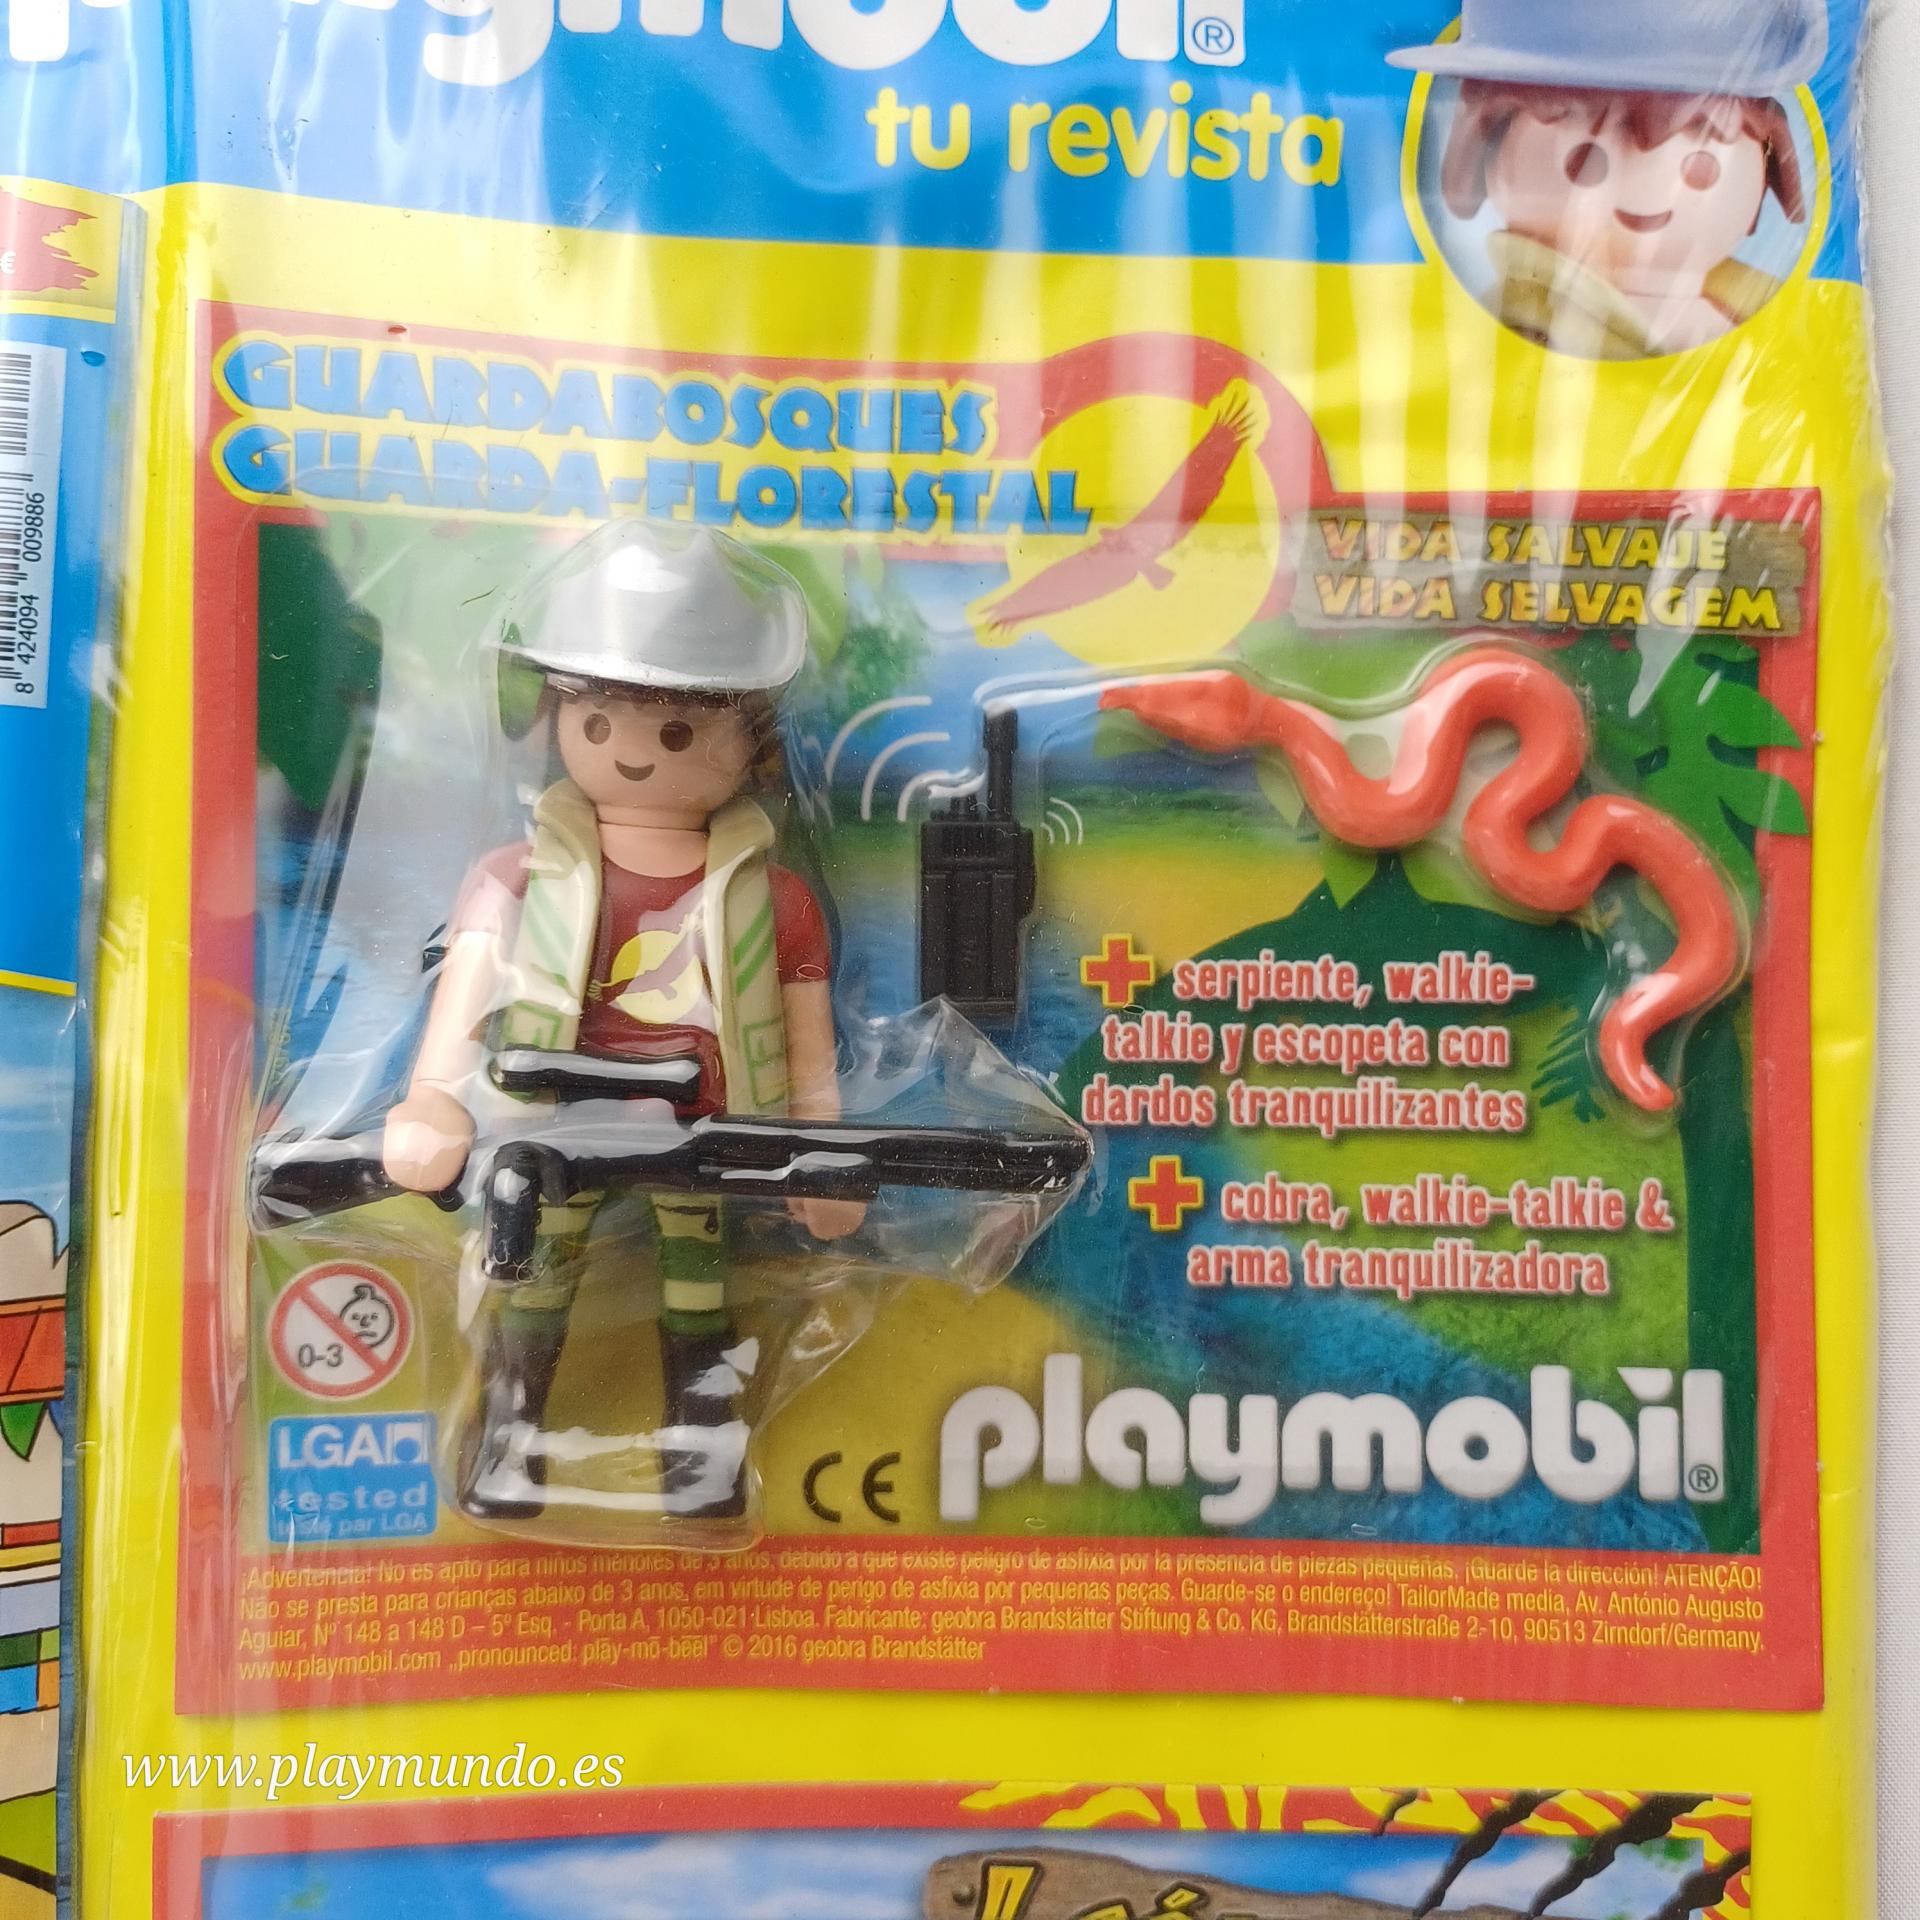 playmobil®
tu revista
€
8 424094 009886
GUARDABOSQUES
GUARDA-FLORESTAL
VIDA SALVAJE
VIDA SELVAGEM
+ serpiente, walkie-
talkie y escopeta con
dardos tranquilizantes
+ cobra, walkie-talkie &
arma tranquilizadora
0-3
LGA
tested
testé par LGA
CE
playmobil®
¡Advertencia! No es apto para niños menores de 3 años, debido a que existe peligro de asfixia por la presencia de piezas pequeñas. ¡Guarde la dirección! ATENÇÃO!
Não se presta para crianças abaixo de 3 anos, em virtude de perigo de asfixia por pequenas peças. Guarde-se o endereço! TailorMade media, Av. António Augusto
Aguiar, Nº 148 a 148 D – 5º Esq. - Porta A, 1050-021 Lisboa. Fabricante: geobra Brandstätter Stiftung & Co. KG, Brandstätterstraße 2-10, 90513 Zirndorf/Germany.
www.playmobil.com „pronounced: plāy-mō-bēēl" © 2016 geobra Brandstätter
www.playmundo.es